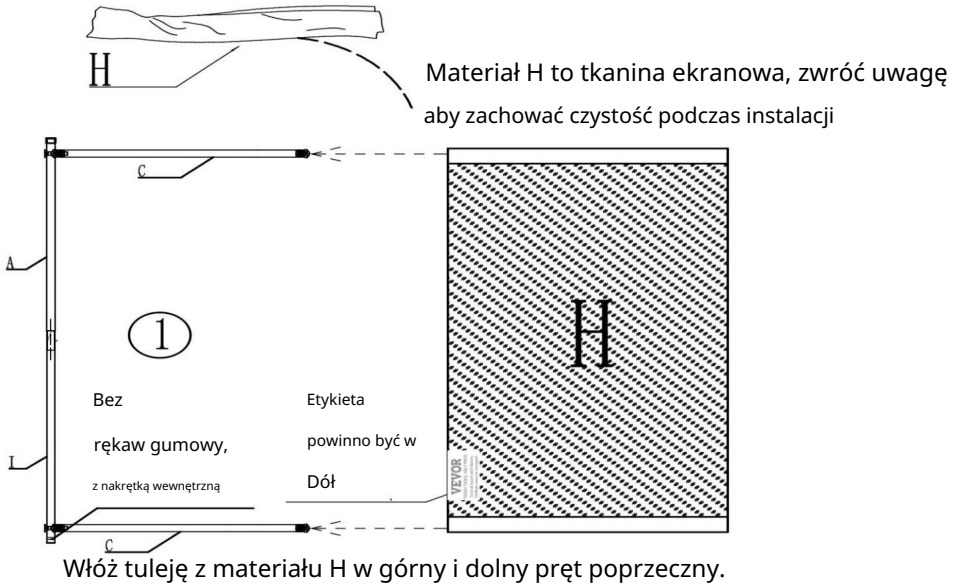 H
Materiał H to tkanina ekranowa, zwróć uwagę
aby zachować czystość podczas instalacji
C
A
1
H
Bez
rękaw gumowy,
z nakrętką wewnętrzną
Etykieta
powinno być w
Dół
I
VEVOR
C
Włóż tuleję z materiału H w górny i dolny pręt poprzeczny.